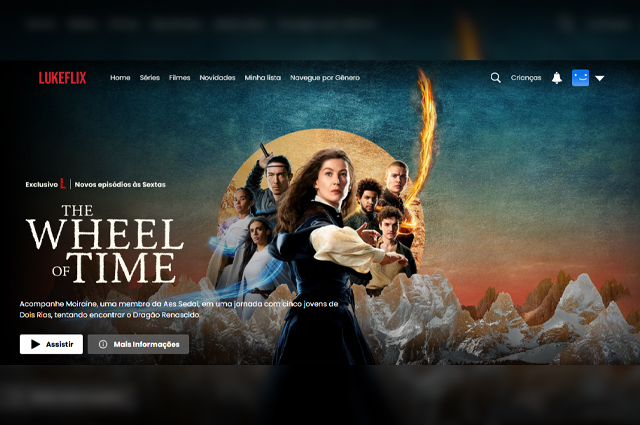 LUKEFLIX
Home Séries Filmes Novidades Minha lista Navegue por Gênero
Crianças
Exclusivo L Novos episódios às Sextas
THE
WHEEL
OF TIME
Acompanhe Moiraine, uma membro da Aes Sedai, em uma jornada com cinco jovens de
Dois Rios, tentando encontrar o Dragão Renascido.
Assistir Mais Informações